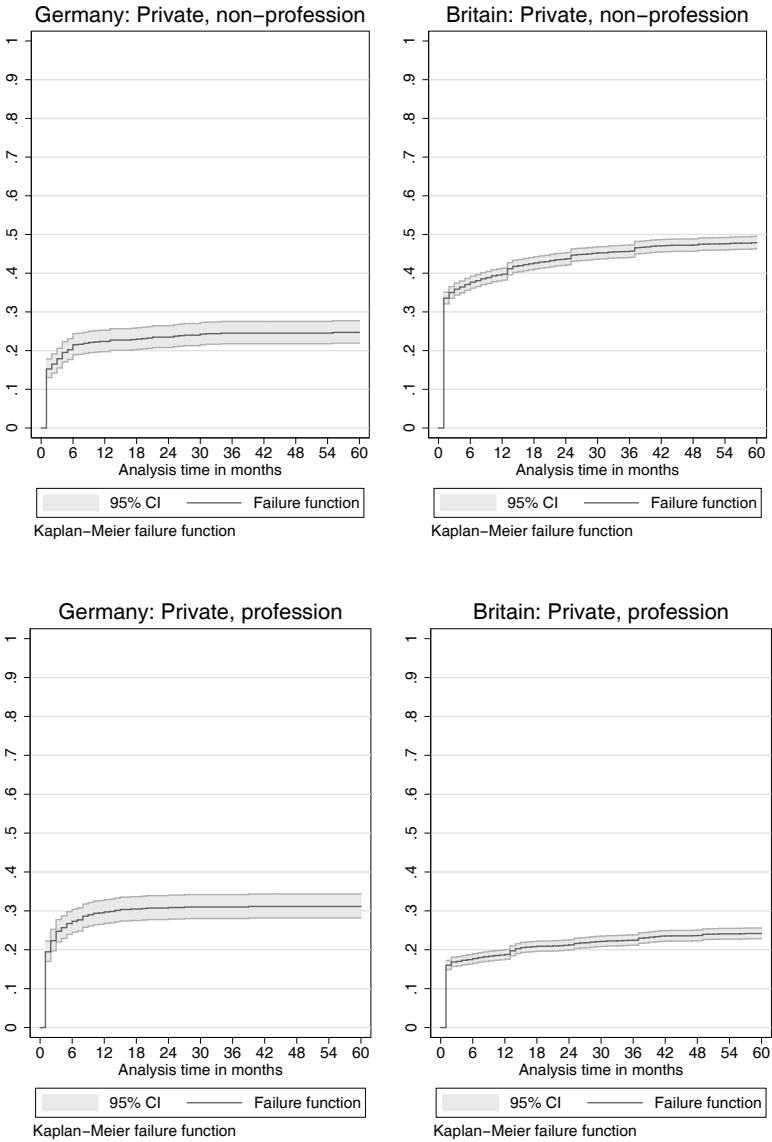 Germany: Private, non−profession
1
.9
.8
.7
.6
.5
.4
.3
.2
.1
0
0 6 12 18 24 30 36 42 48 54 60
Analysis time in months
95% CI Failure function
Kaplan−Meier failure function
Britain: Private, non−profession
1
.9
.8
.7
.6
.5
.4
.3
.2
.1
0
0 6 12 18 24 30 36 42 48 54 60
Analysis time in months
95% CI Failure function
Kaplan−Meier failure function
Germany: Private, profession
1
.9
.8
.7
.6
.5
.4
.3
.2
.1
0
0 6 12 18 24 30 36 42 48 54 60
Analysis time in months
95% CI Failure function
Kaplan−Meier failure function
Britain: Private, profession
1
.9
.8
.7
.6
.5
.4
.3
.2
.1
0
0 6 12 18 24 30 36 42 48 54 60
Analysis time in months
95% CI Failure function
Kaplan−Meier failure function